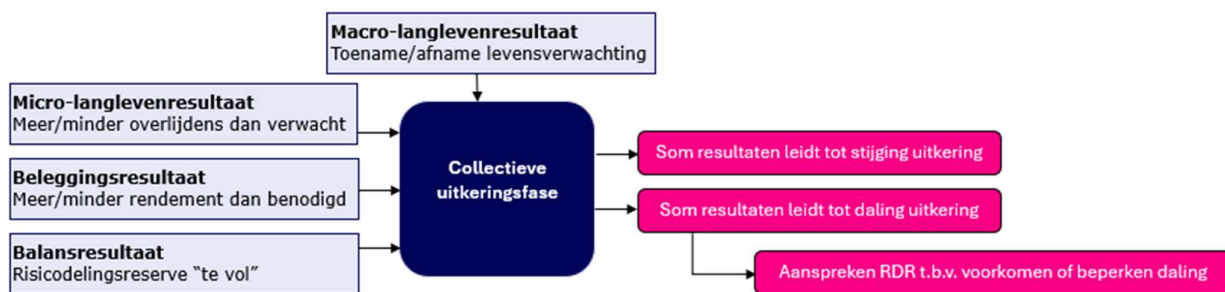 Macro-langlevenresultaat
Toename/afname levensverwachting
Micro-langlevenresultaat
Meer/minder overlijdens dan verwacht
Beleggingsresultaat
Meer/minder rendement dan benodigd
Balansresultaat
Risicodelingsreserve “te vol”
Collectieve
uitkeringsfase
Som resultaten leidt tot stijging uitkering
Som resultaten leidt tot daling uitkering
Aanspreken RDR t.b.v. voorkomen of beperken daling